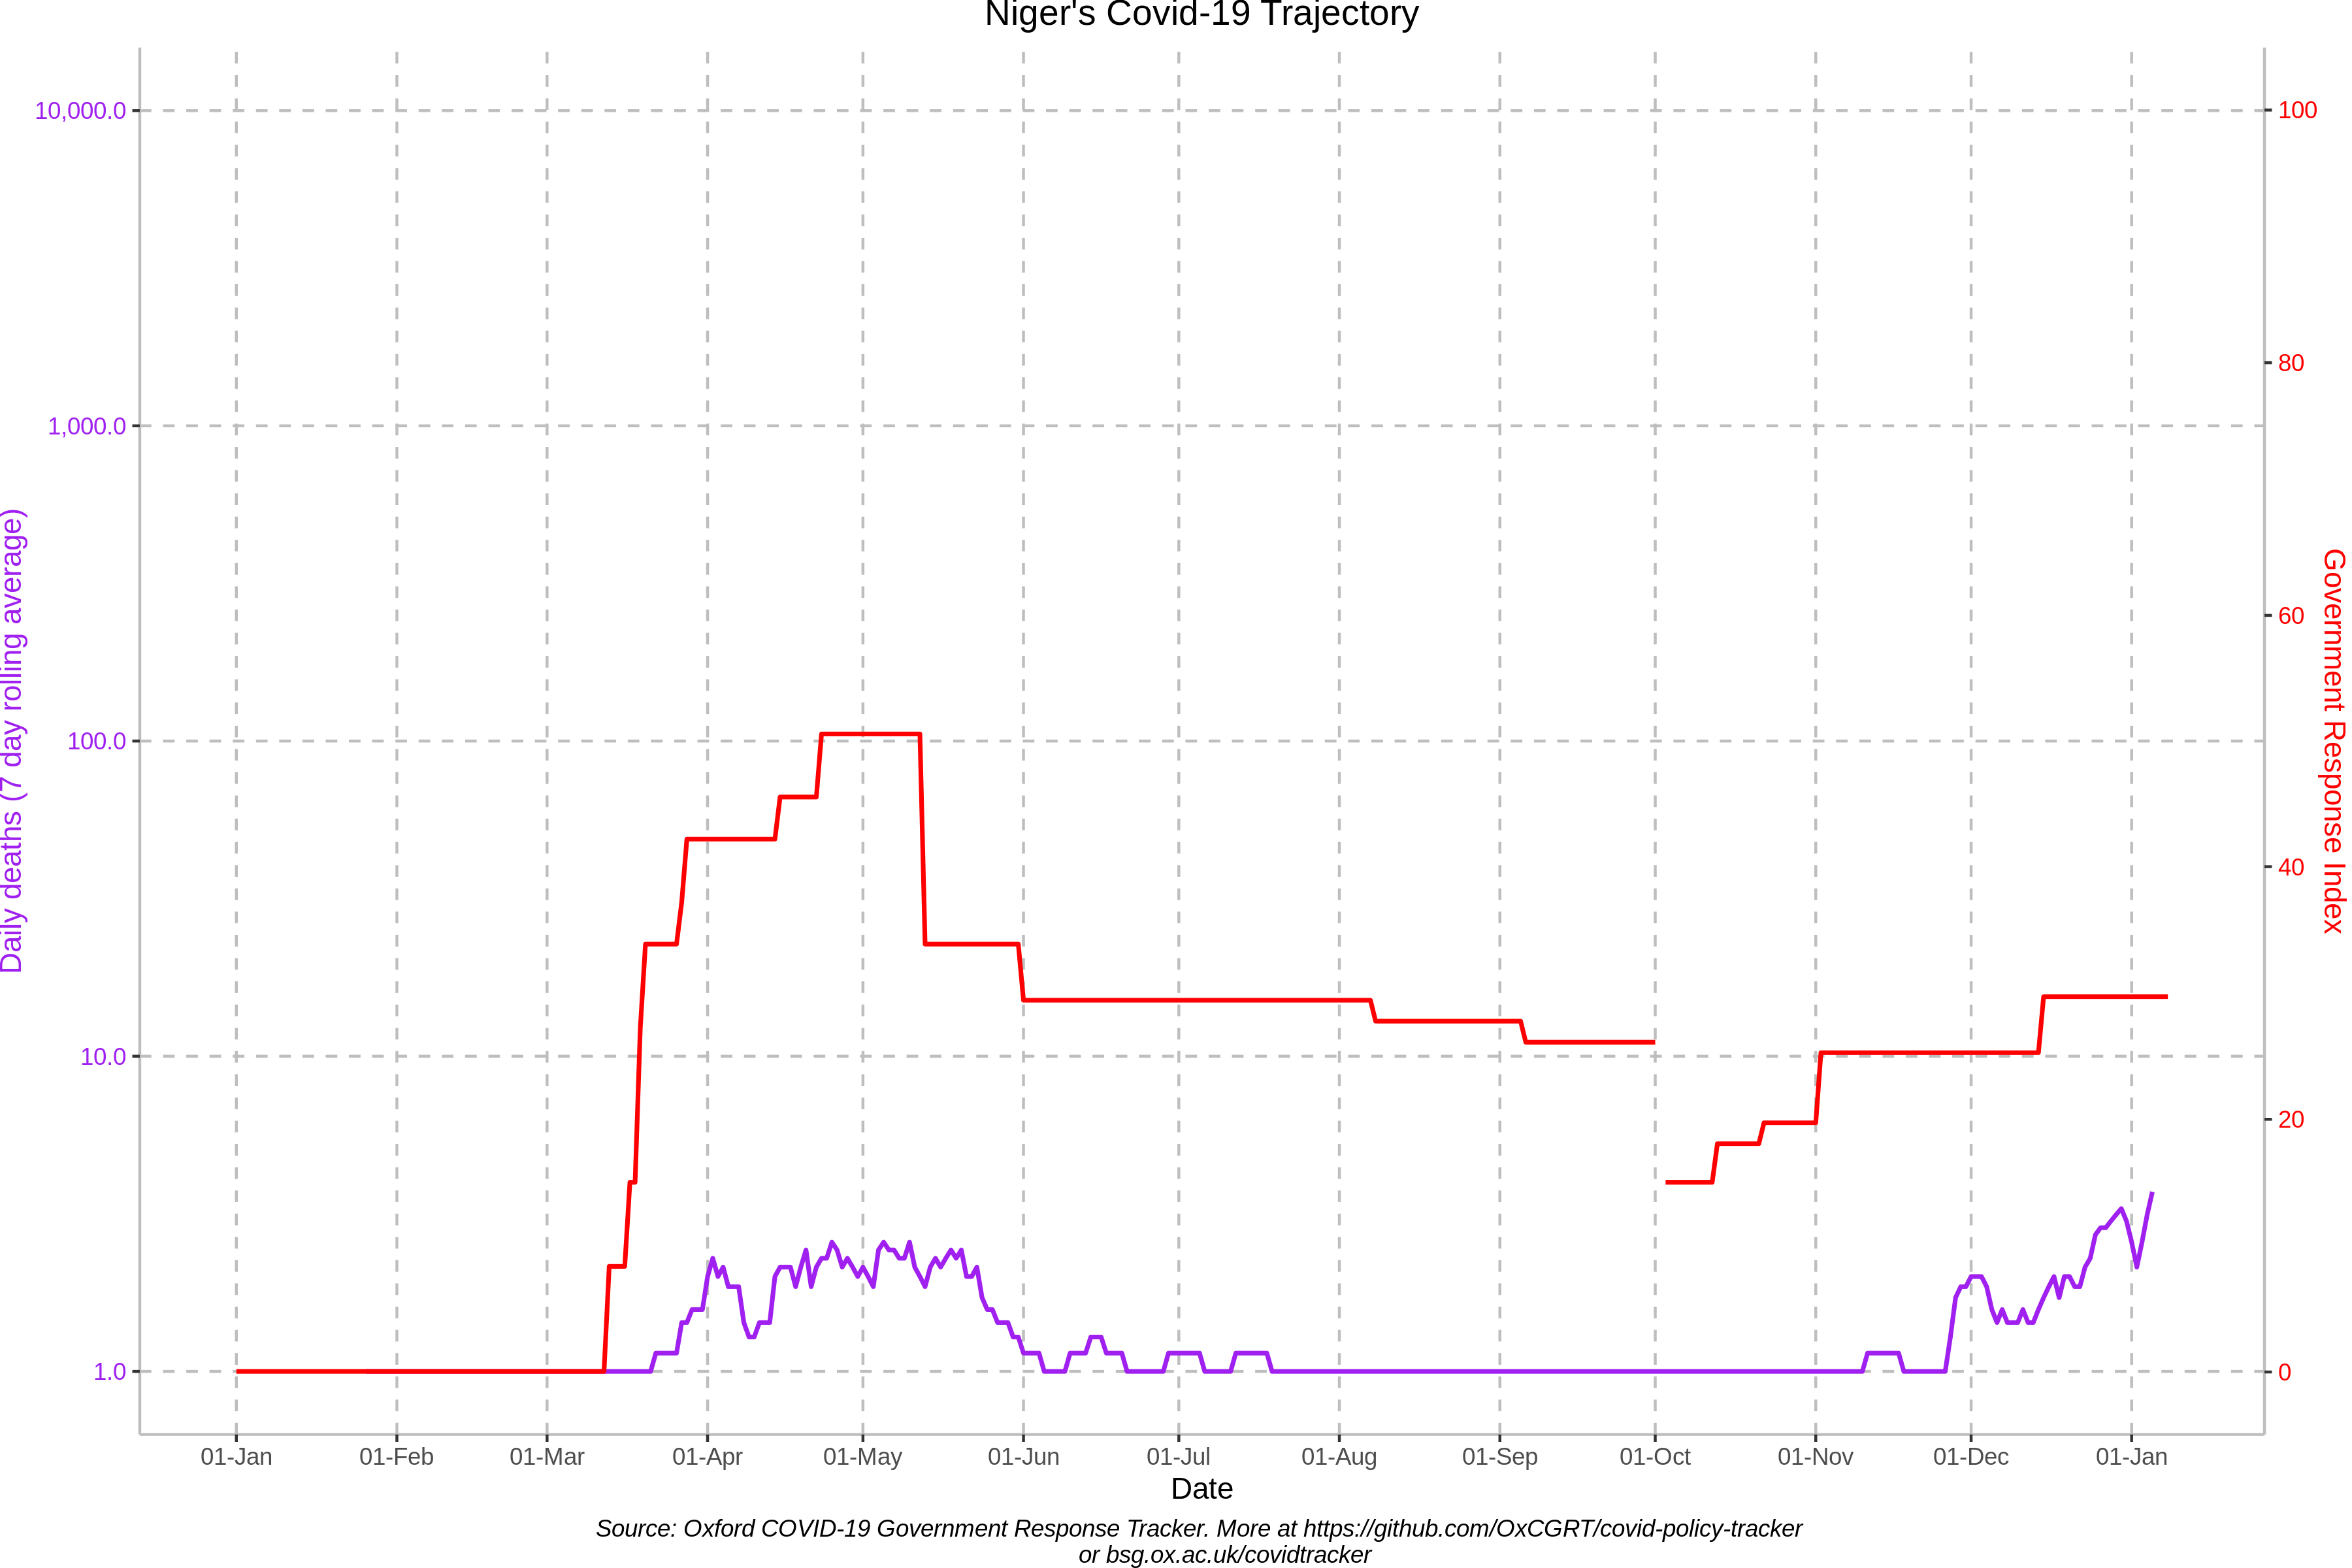 Niger's Covid-19 Trajectory
Daily deaths (7 day rolling average)
10,000.0
1,000.0
100.0
10.0
1.0
100
80
60
40
20
0
Government Response Index
01-Jan 01-Feb 01-Mar 01-Apr 01-May 01-Jun 01-Jul 01-Aug 01-Sep 01-Oct 01-Nov 01-Dec 01-Jan
Date
Source: Oxford COVID-19 Government Response Tracker. More at https://github.com/OxCGRT/covid-policy-tracker
or bsg.ox.ac.uk/covidtracker